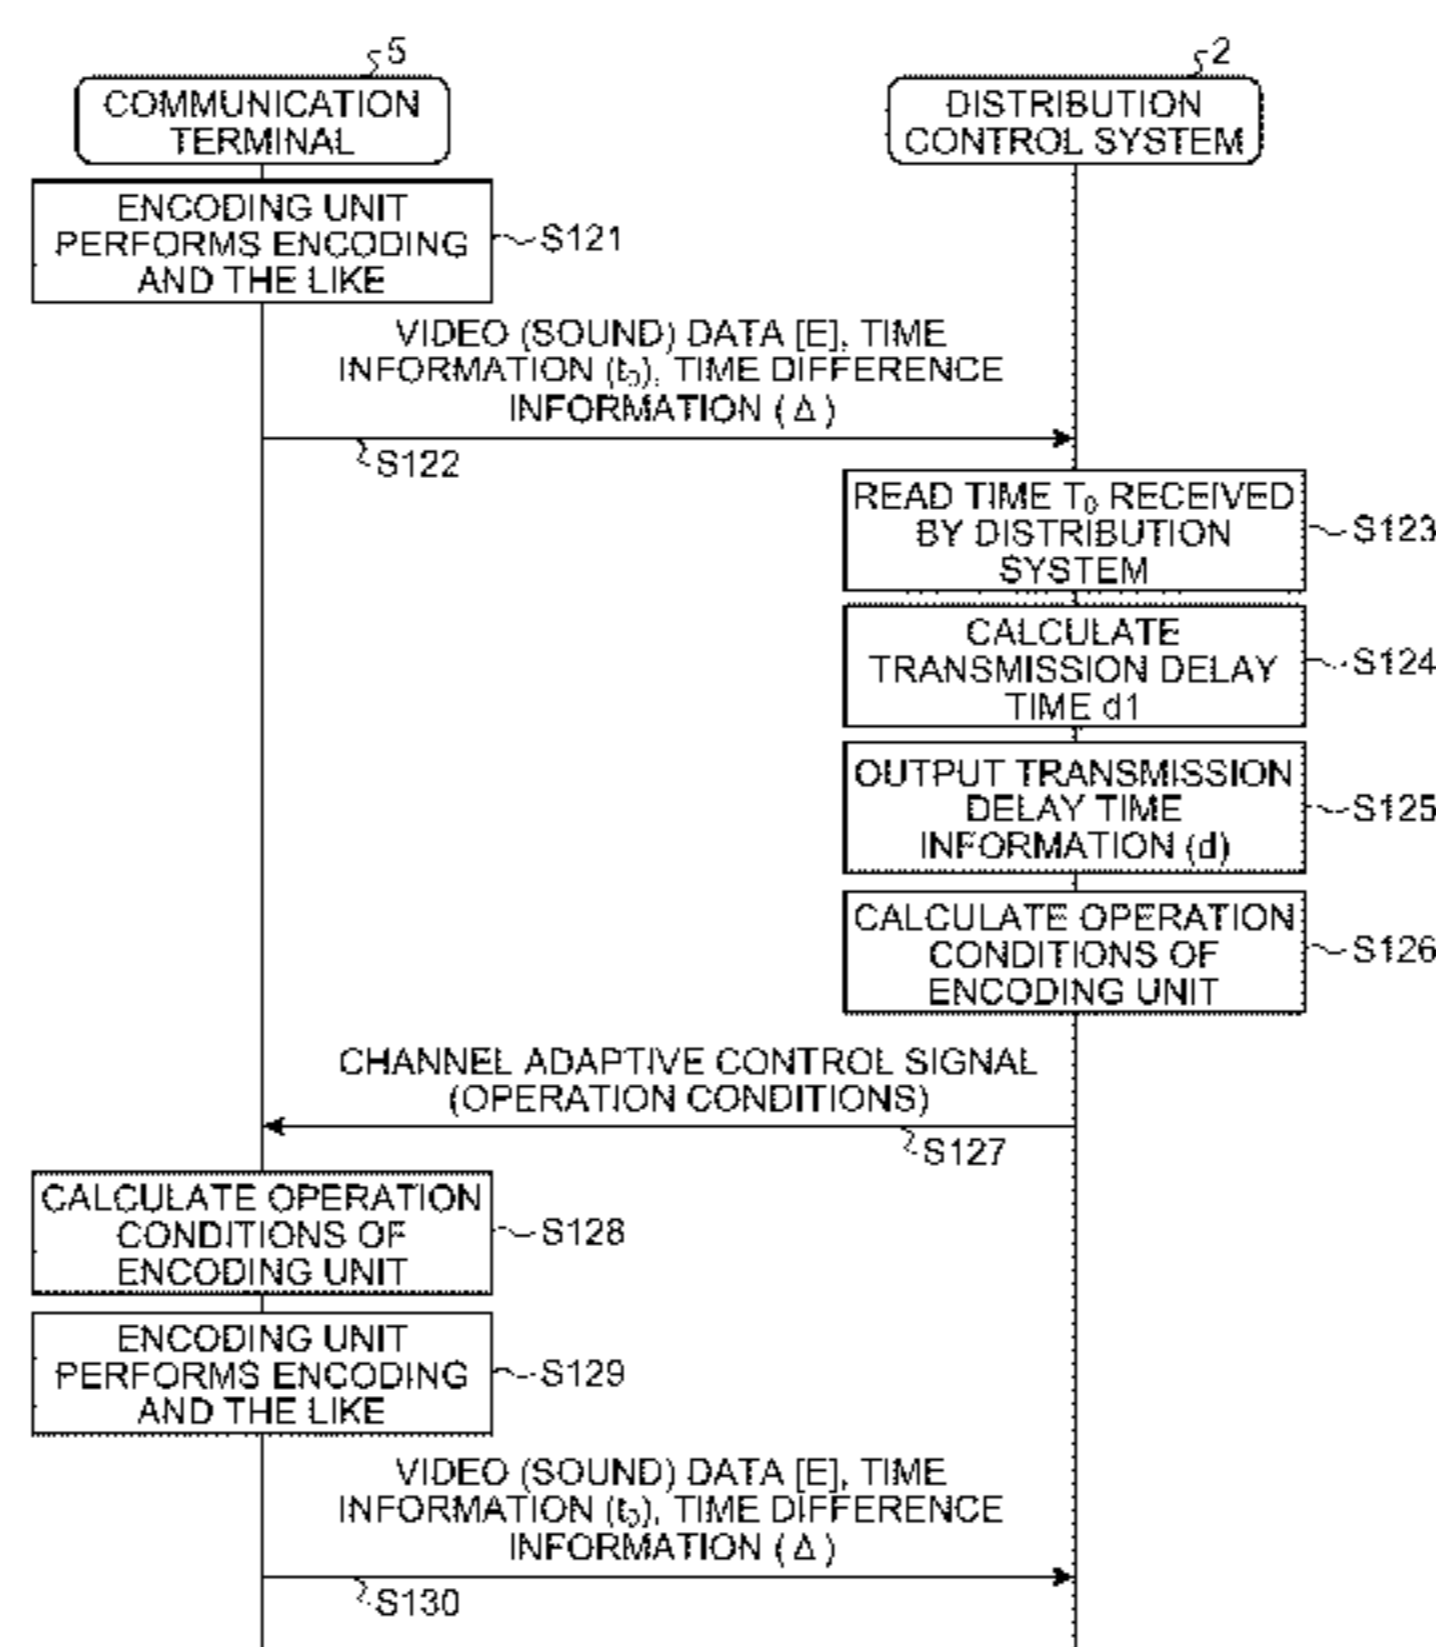 5
COMMUNICATION
TERMINAL
2
DISTRIBUTION
CONTROL SYSTEM
ENCODING UNIT
PERFORMS ENCODING
AND THE LIKE
S121
VIDEO (SOUND) DATA [E], TIME
INFORMATION (t₀), TIME DIFFERENCE
INFORMATION (Δ)
S122
READ TIME T₀ RECEIVED
BY DISTRIBUTION
SYSTEM
S123
CALCULATE
TRANSMISSION DELAY
TIME d1
S124
OUTPUT TRANSMISSION
DELAY TIME
INFORMATION (d)
S125
CALCULATE OPERATION
CONDITIONS OF
ENCODING UNIT
S126
CHANNEL ADAPTIVE CONTROL SIGNAL
(OPERATION CONDITIONS)
S127
CALCULATE OPERATION
CONDITIONS OF
ENCODING UNIT
S128
ENCODING UNIT
PERFORMS ENCODING
AND THE LIKE
S129
VIDEO (SOUND) DATA [E], TIME
INFORMATION (t₀), TIME DIFFERENCE
INFORMATION (Δ)
S130